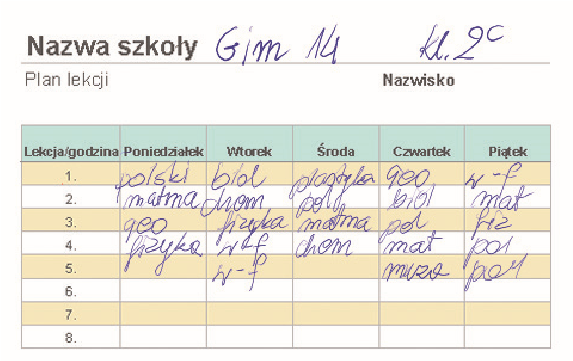 Nazwa szkoły Gim 14 kl. 2c
Plan lekcji Nazwisko
Lekcja/godzina Poniedziałek Wtorek Środa Czwartek Piątek
1. polski biol plastyka geo w-f
2. matma chem pol biol mat
3. geo fizyka matma pol fiz
4. fizyka w-f chem mat pol
5. w-f muza pol
6.
7.
8.